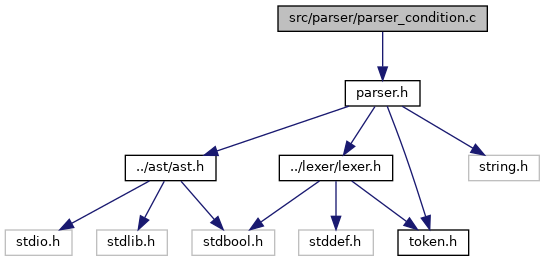 src/parser/parser_condition.c
parser.h
../ast/ast.h
../lexer/lexer.h
string.h
stdio.h
stdlib.h
stdbool.h
stddef.h
token.h